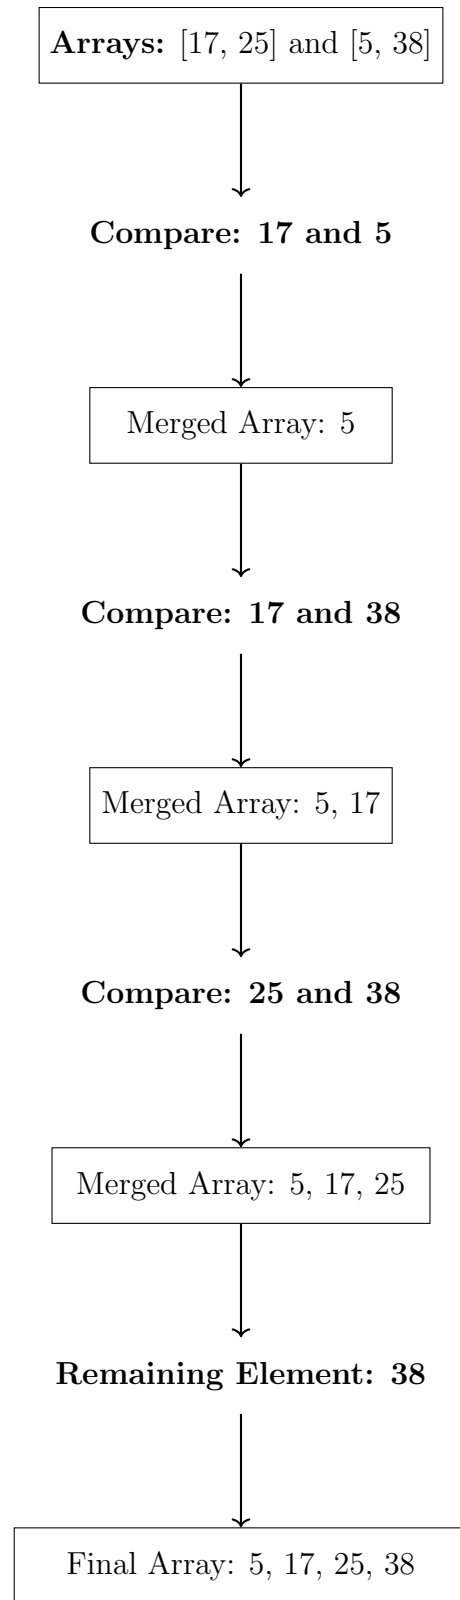 Arrays: [17, 25] and [5, 38]
Compare: 17 and 5
Merged Array: 5
Compare: 17 and 38
Merged Array: 5, 17
Compare: 25 and 38
Merged Array: 5, 17, 25
Remaining Element: 38
Final Array: 5, 17, 25, 38